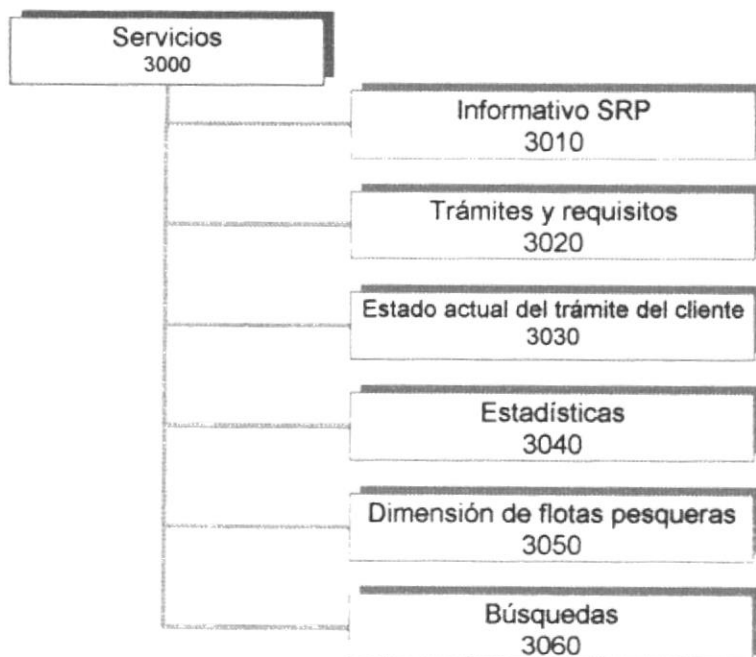 Servicios
3000
Informativo SRP
3010
Trámites y requisitos
3020
Estado actual del trámite del cliente
3030
Estadísticas
3040
Dimensión de flotas pesqueras
3050
Búsquedas
3060